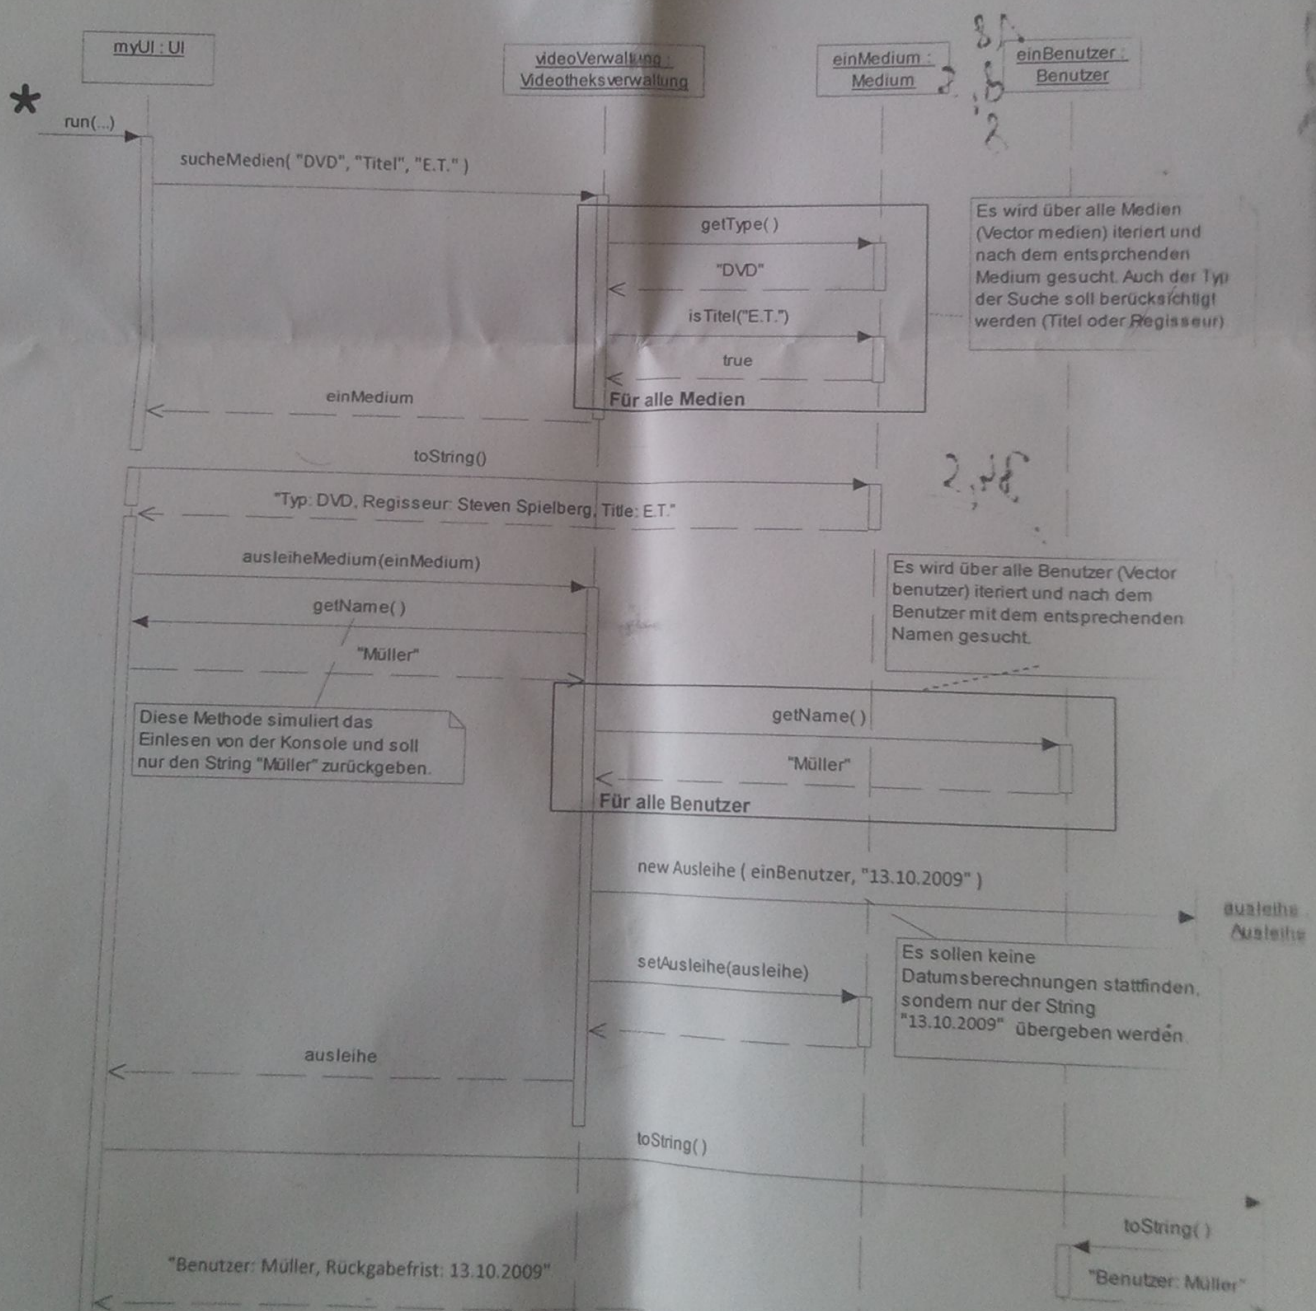 myUI : UI
videoVerwaltung :
Videotheksverwaltung
einMedium :
Medium
einBenutzer :
Benutzer
run(...)
sucheMedien( "DVD", "Titel", "E.T." )
getType()
"DVD"
isTitel("E.T.")
true
Für alle Medien
Es wird über alle Medien
(Vector medien) iteriert und
nach dem entsprchenden
Medium gesucht. Auch der Typ
der Suche soll berücksichtigt
werden (Titel oder Regisseur)
einMedium
toString()
"Typ: DVD, Regisseur: Steven Spielberg, Title: E.T."
ausleiheMedium(einMedium)
getName()
"Müller"
Es wird über alle Benutzer (Vector
benutzer) iteriert und nach dem
Benutzer mit dem entsprechenden
Namen gesucht.
Diese Methode simuliert das
Einlesen von der Konsole und soll
nur den String "Müller" zurückgeben.
getName()
"Müller"
Für alle Benutzer
new Ausleihe ( einBenutzer, "13.10.2009" )
ausleihe
Ausleihe
setAusleihe(ausleihe)
Es sollen keine
Datumsberechnungen stattfinden,
sondern nur der String
"13.10.2009" übergeben werden.
ausleihe
toString()
toString()
"Benutzer: Müller"
"Benutzer: Müller, Rückgabefrist: 13.10.2009"